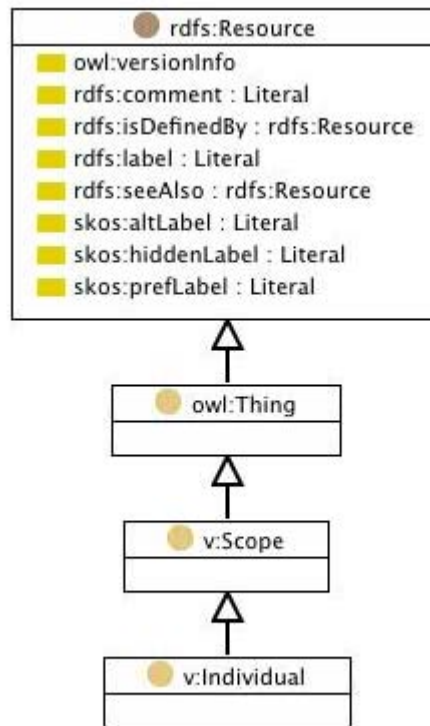 rdfs:Resource
owl:versionInfo
rdfs:comment : Literal
rdfs:isDefinedBy : rdfs:Resource
rdfs:label : Literal
rdfs:seeAlso : rdfs:Resource
skos:altLabel : Literal
skos:hiddenLabel : Literal
skos:prefLabel : Literal
owl:Thing
v:Scope
v:Individual